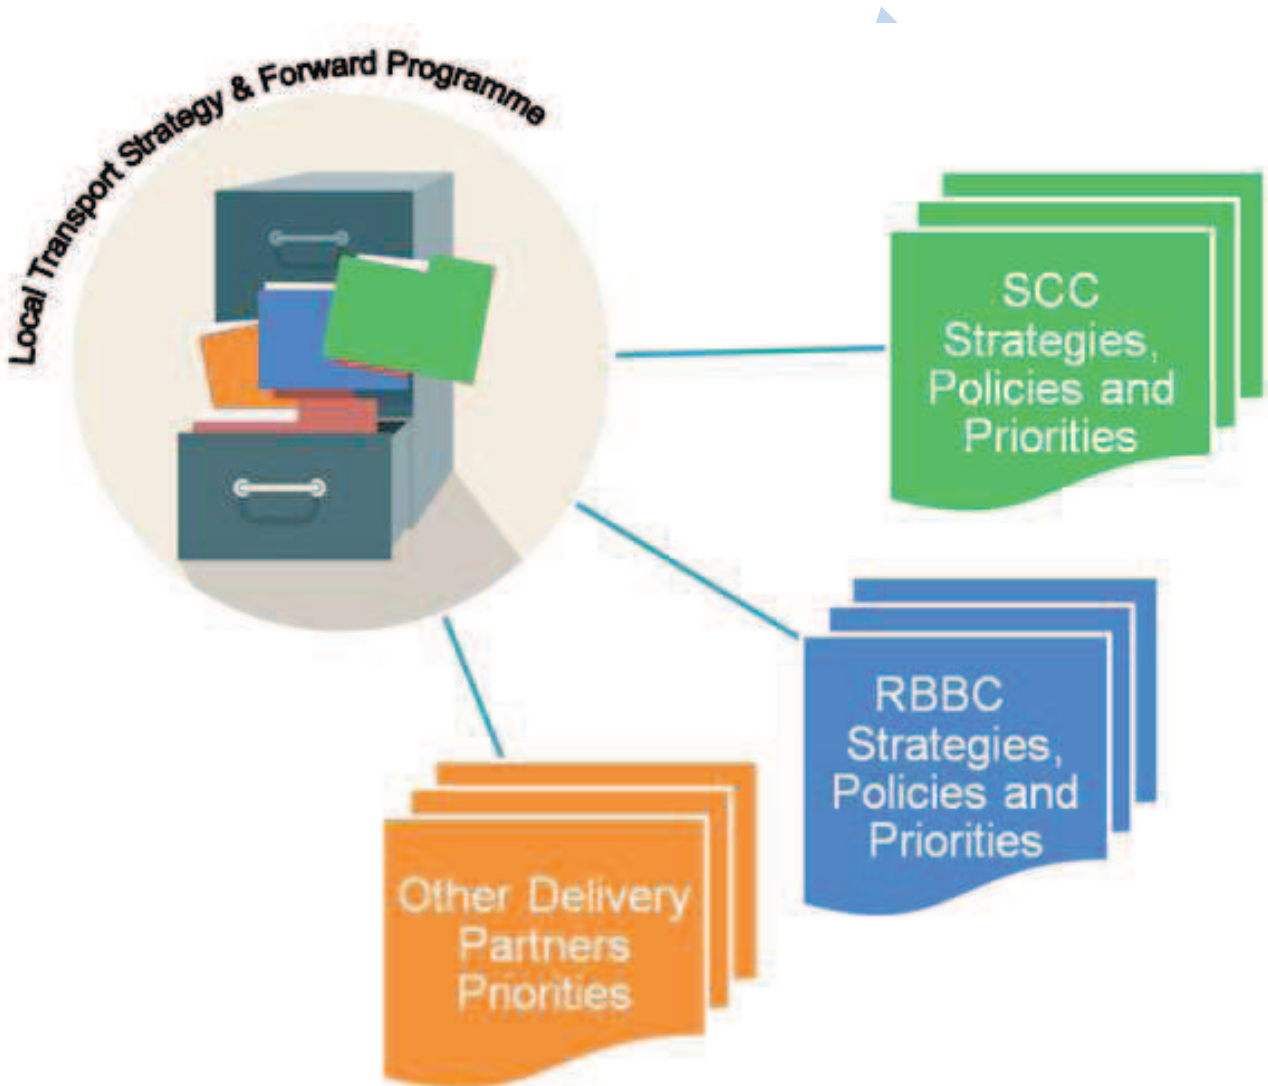 Local Transport Strategy & Forward Programme
SCC
Strategies,
Policies and
Priorities
RBBC
Strategies,
Policies and
Priorities
Other Delivery
Partners
Priorities